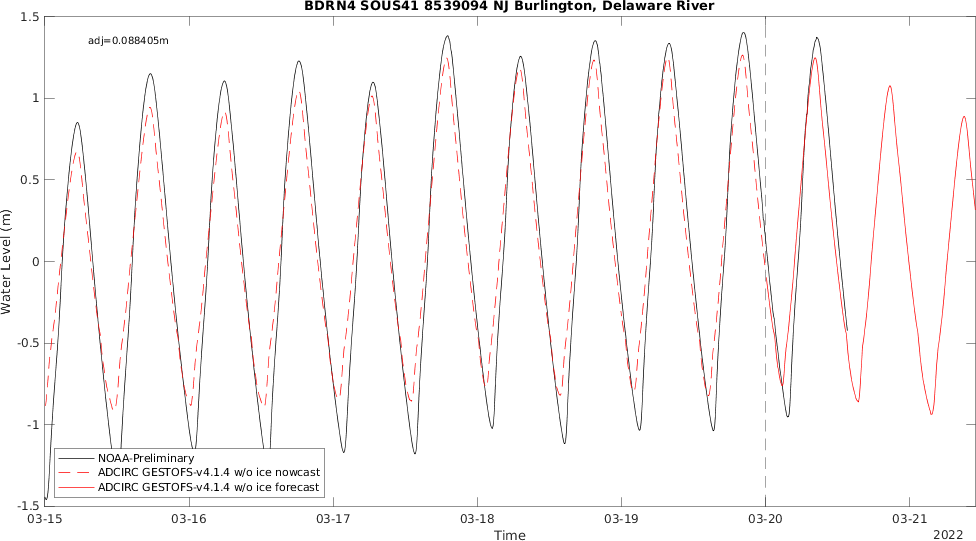 BDRN4 SOUS41 8539094 NJ Burlington, Delaware River
adj=0.088405m
1.5
1
0.5
0
-0.5
-1
-1.5
Water Level (m)
NOAA-Preliminary
ADCIRC GESTOFS-v4.1.4 w/o ice nowcast
ADCIRC GESTOFS-v4.1.4 w/o ice forecast
03-15 03-16 03-17 03-18 03-19 03-20 03-21
Time
2022